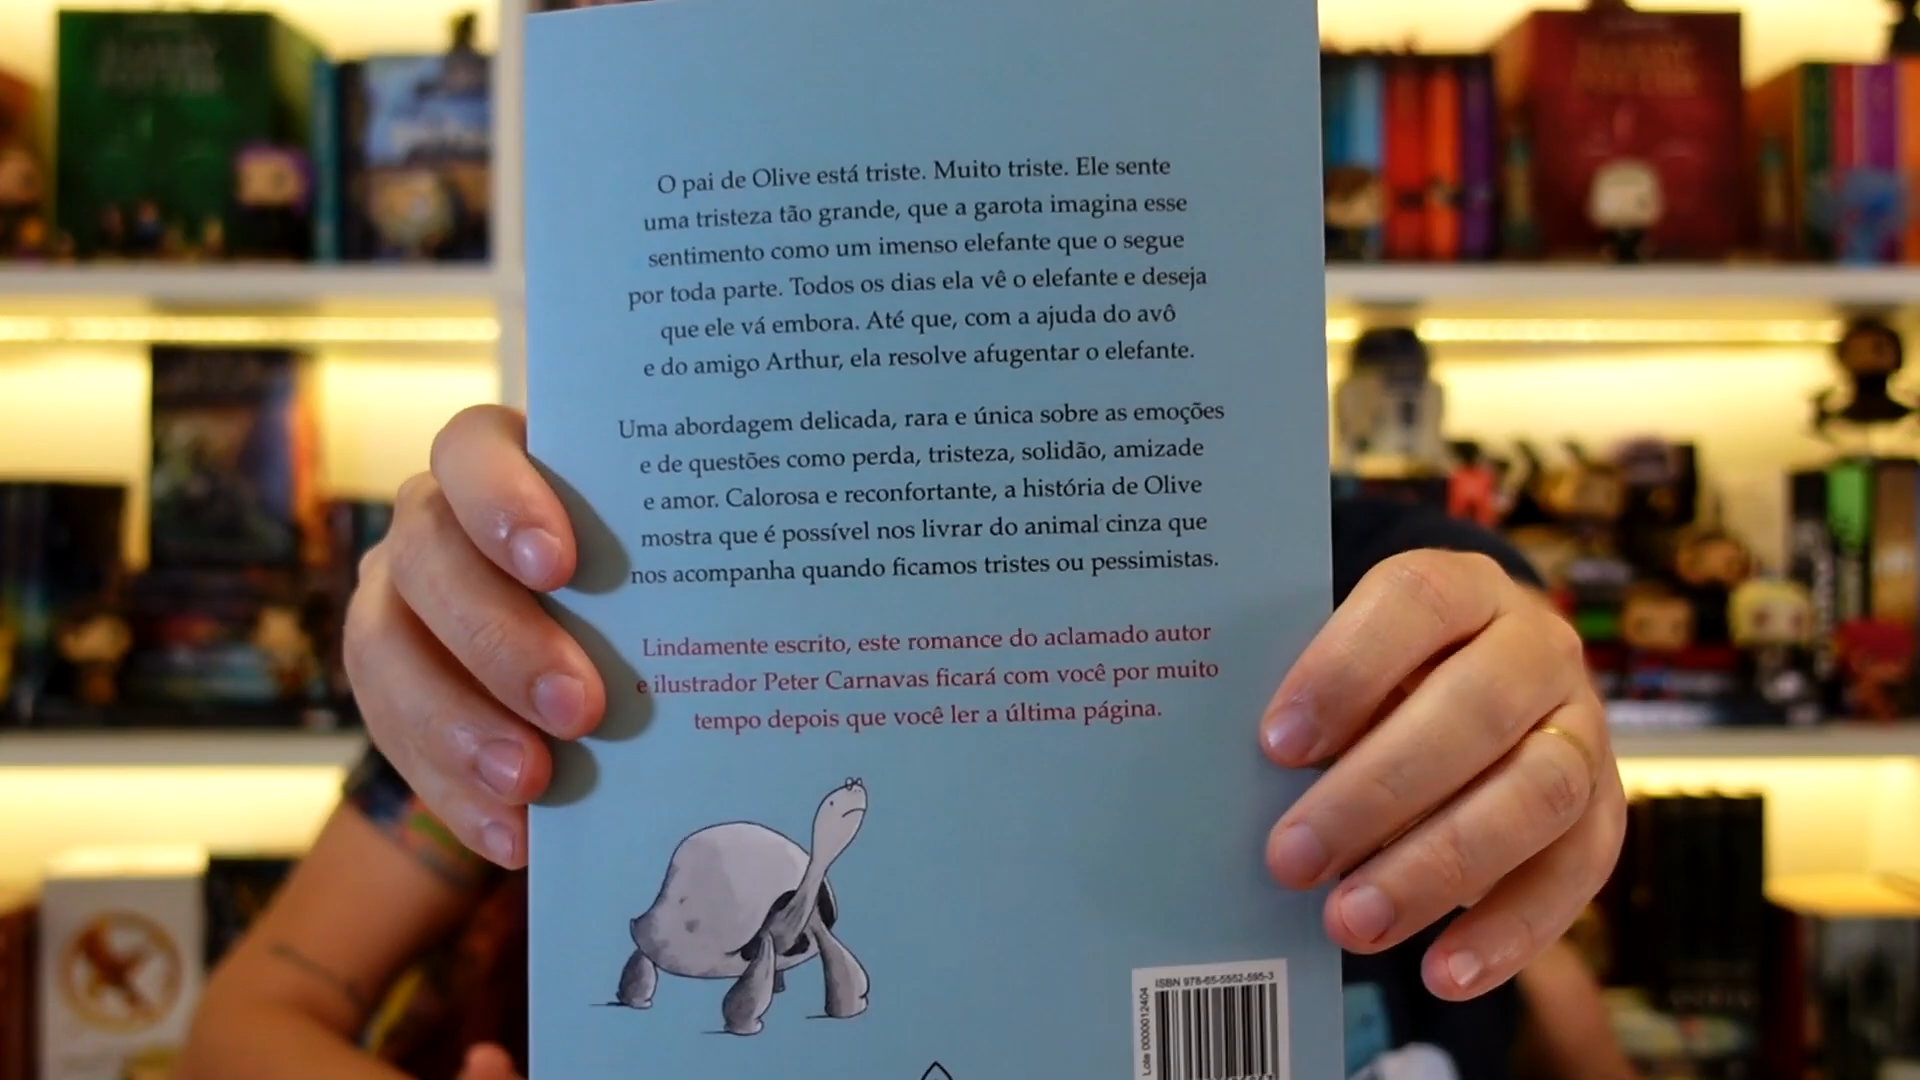 HARRY POTTER
HARRY POTTER
O pai de Olive está triste. Muito triste. Ele sente
uma tristeza tão grande, que a garota imagina esse
sentimento como um imenso elefante que o segue
por toda parte. Todos os dias ela vê o elefante e deseja
que ele vá embora. Até que, com a ajuda do avô
e do amigo Arthur, ela resolve afugentar o elefante.
Uma abordagem delicada, rara e única sobre as emoções
e de questões como perda, tristeza, solidão, amizade
e amor. Calorosa e reconfortante, a história de Olive
mostra que é possível nos livrar do animal cinza que
nos acompanha quando ficamos tristes ou pessimistas.
Lindamente escrito, este romance do aclamado autor
e ilustrador Peter Carnavas ficará com você por muito
tempo depois que você ler a última página.
ISBN 978-65-5552-595-3
Lote 0000012404